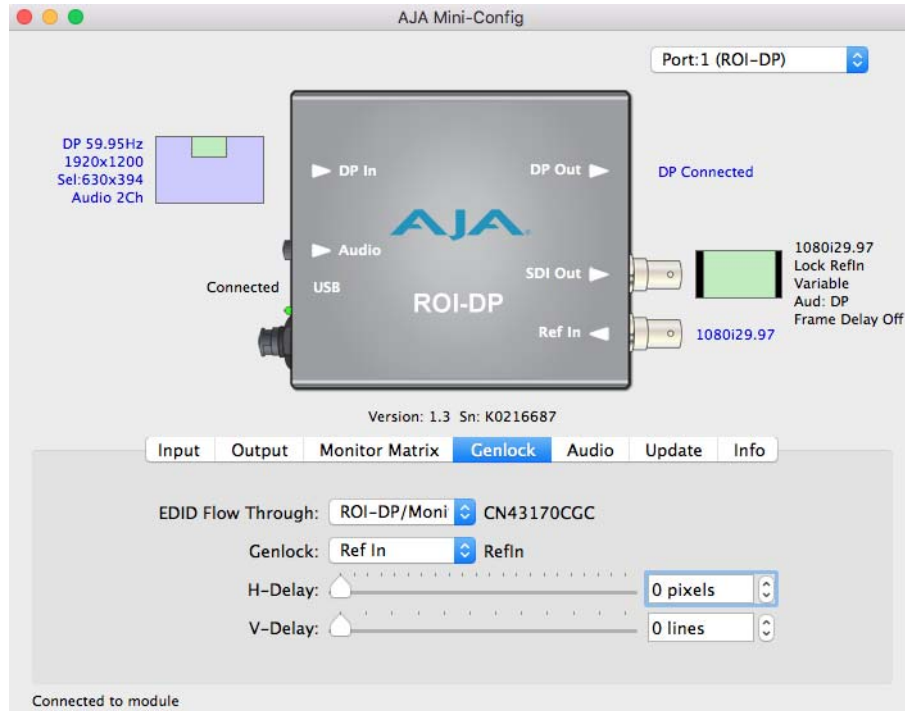 AJA Mini-Config
Port:1 (ROI-DP)
DP 59.95Hz
1920x1200
Sel:630x394
Audio 2Ch
DP In
DP Out
DP Connected
AJA
Audio
Connected
USB
SDI Out
ROI-DP
Ref In
1080i29.97
Lock RefIn
Variable
Aud: DP
Frame Delay Off
1080i29.97
Version: 1.3 Sn: K0216687
Input
Output
Monitor Matrix
Genlock
Audio
Update
Info
EDID Flow Through: ROI-DP/Moni CN43170CGC
Genlock: Ref In RefIn
H-Delay: 0 pixels
V-Delay: 0 lines
Connected to module